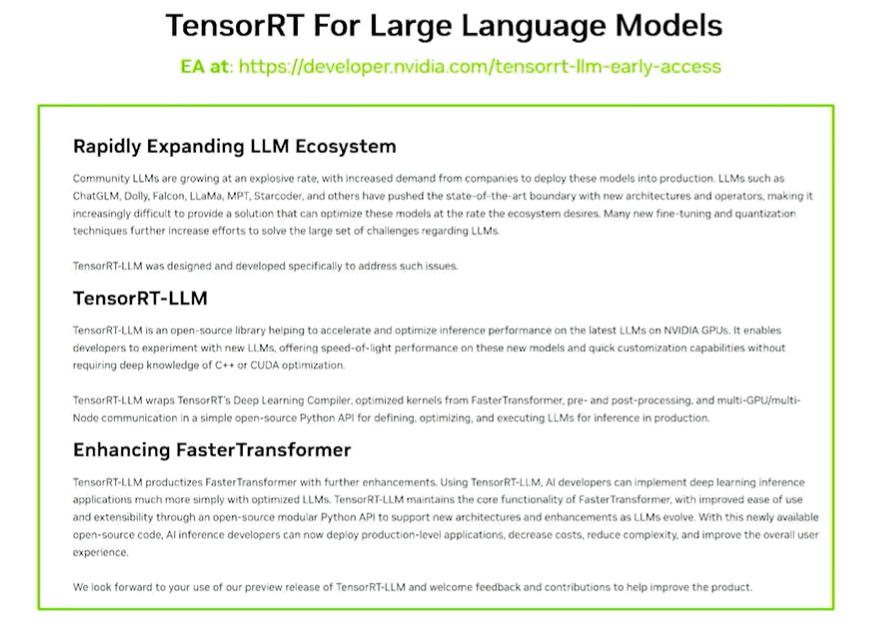 TensorRT For Large Language Models
EA at: https://developer.nvidia.com/tensorrt-llm-early-access
Rapidly Expanding LLM Ecosystem
Community LLMs are growing at an explosive rate, with increased demand from companies to deploy these models into production. LLMs such as
ChatGLM, Dolly, Falcon, LLaMa, MPT, Starcoder, and others have pushed the state-of-the-art boundary with new architectures and operators, making it
increasingly difficult to provide a solution that can optimize these models at the rate the ecosystem desires. Many new fine-tuning and quantization
techniques further increase efforts to solve the large set of challenges regarding LLMs.
TensorRT-LLM was designed and developed specifically to address such issues.
TensorRT-LLM
TensorRT-LLM is an open-source library helping to accelerate and optimize inference performance on the latest LLMs on NVIDIA GPUs. It enables
developers to experiment with new LLMs, offering speed-of-light performance on these new models and quick customization capabilities without
requiring deep knowledge of C++ or CUDA optimization.
TensorRT-LLM wraps TensorRT's Deep Learning Compiler, optimized kernels from FasterTransformer, pre- and post-processing, and multi-GPU/multi-
Node communication in a simple open-source Python API for defining, optimizing, and executing LLMs for inference in production.
Enhancing FasterTransformer
TensorRT-LLM productizes FasterTransformer with further enhancements. Using TensorRT-LLM, AI developers can implement deep learning inference
applications much more simply with optimized LLMs. TensorRT-LLM maintains the core functionality of FasterTransformer, with improved ease of use
and extensibility through an open-source modular Python API to support new architectures and enhancements as LLMs evolve. With this newly available
open-source code, AI inference developers can now deploy production-level applications, decrease costs, reduce complexity, and improve the overall user
experience.
We look forward to your use of our preview release of TensorRT-LLM and welcome feedback and contributions to help improve the product.